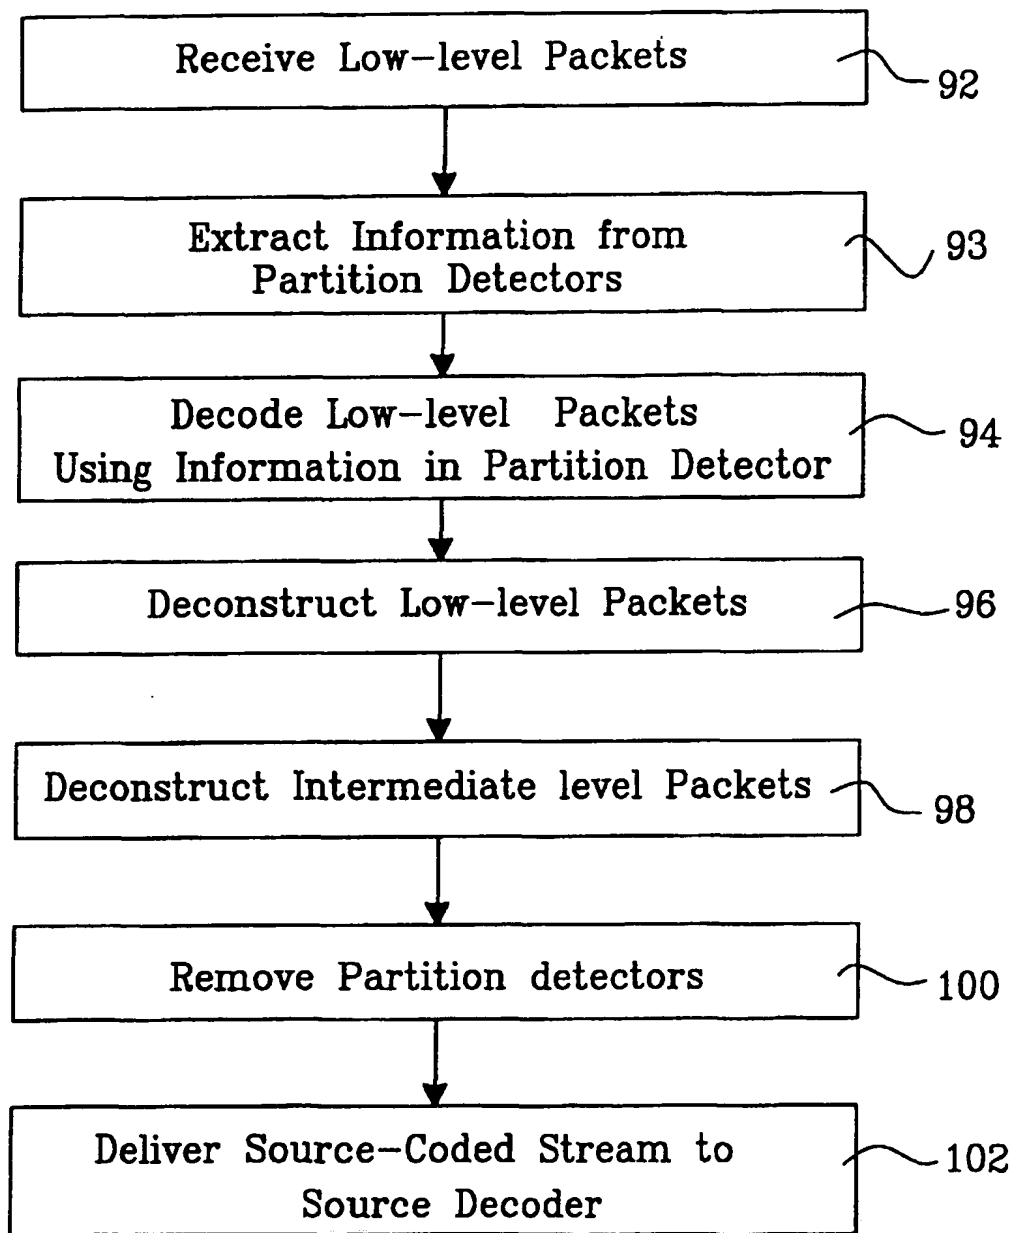 Receive Low-level Packets
92
Extract Information from
Partition Detectors
93
Decode Low-level Packets
Using Information in Partition Detector
94
Deconstruct Low-level Packets
96
Deconstruct Intermediate level Packets
98
Remove Partition detectors
100
Deliver Source-Coded Stream to
Source Decoder
102